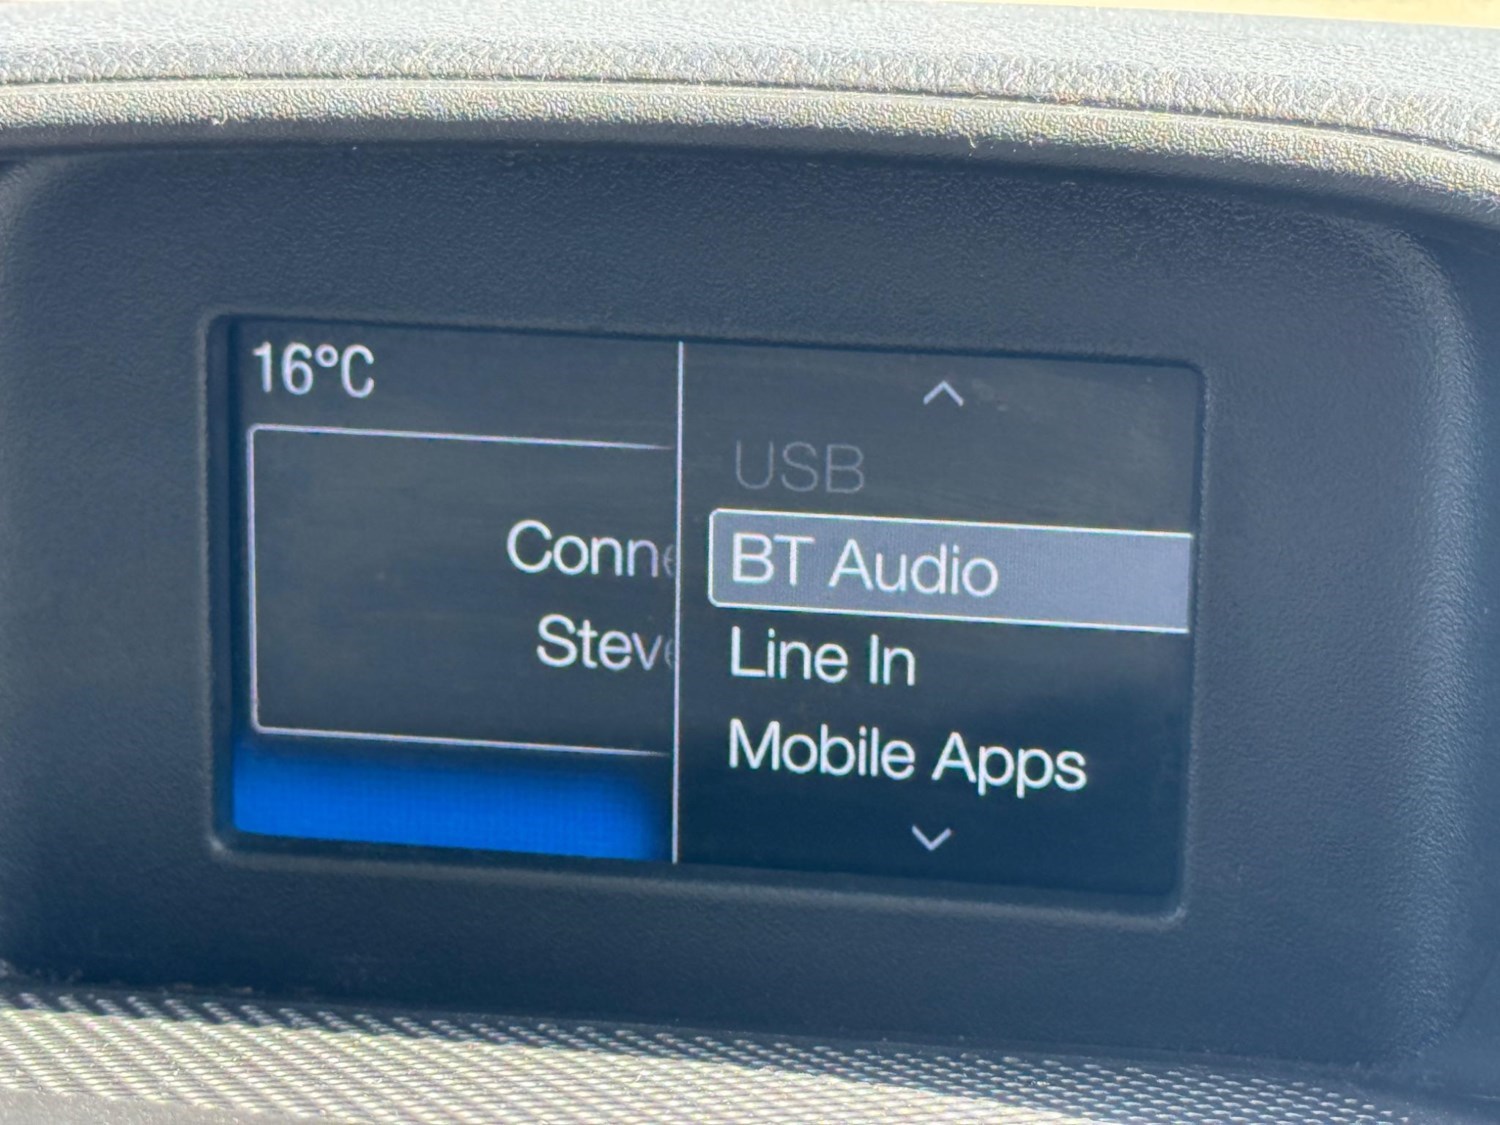 16°C
Conne
Steve
USB
BT Audio
Line In
Mobile Apps